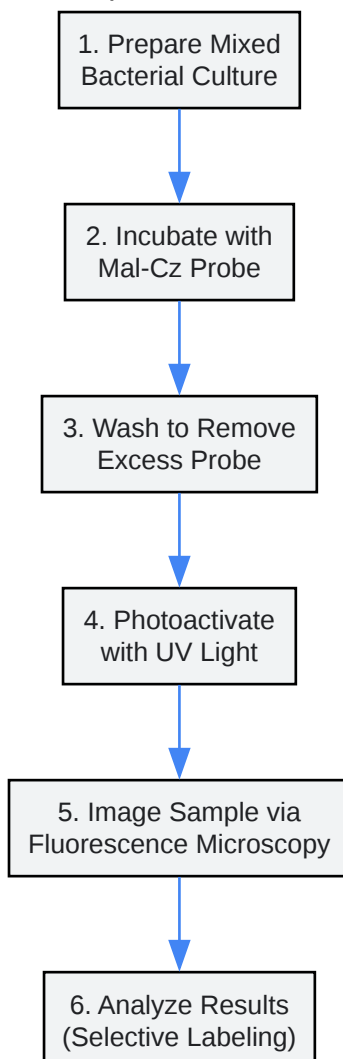 1. Prepare Mixed
Bacterial Culture
2. Incubate with
Mal-Cz Probe
3. Wash to Remove
Excess Probe
4. Photoactivate
with UV Light
5. Image Sample via
Fluorescence Microscopy
6. Analyze Results
(Selective Labeling)